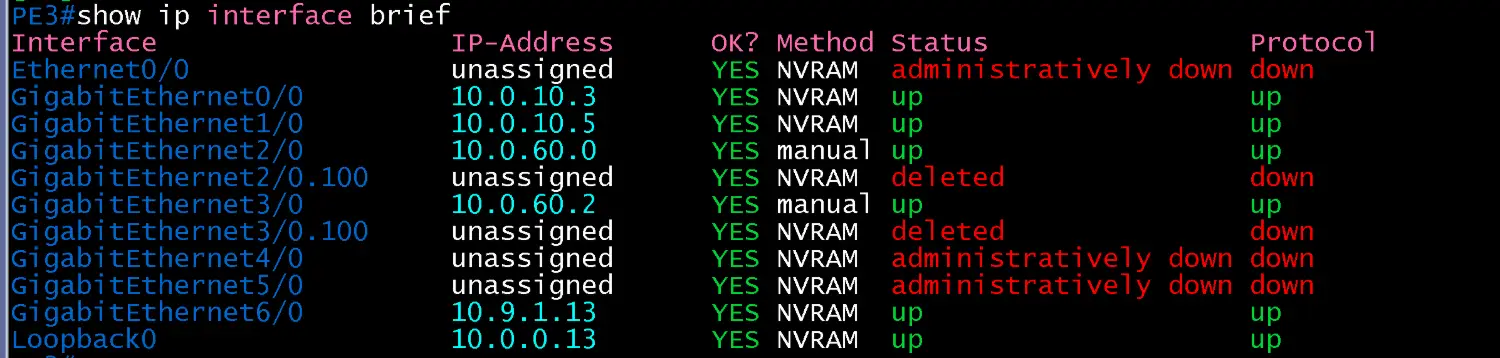 PE3#show ip interface brief
Interface IP-Address OK? Method Status Protocol
Ethernet0/0 unassigned YES NVRAM administratively down down
GigabitEthernet0/0 10.0.10.3 YES NVRAM up up
GigabitEthernet1/0 10.0.10.5 YES NVRAM up up
GigabitEthernet2/0 10.0.60.0 YES manual up up
GigabitEthernet2/0.100 unassigned YES NVRAM deleted down
GigabitEthernet3/0 10.0.60.2 YES manual up up
GigabitEthernet3/0.100 unassigned YES NVRAM deleted down
GigabitEthernet4/0 unassigned YES NVRAM administratively down down
GigabitEthernet5/0 unassigned YES NVRAM administratively down down
GigabitEthernet6/0 10.9.1.13 YES NVRAM up up
Loopback0 10.0.0.13 YES NVRAM up up